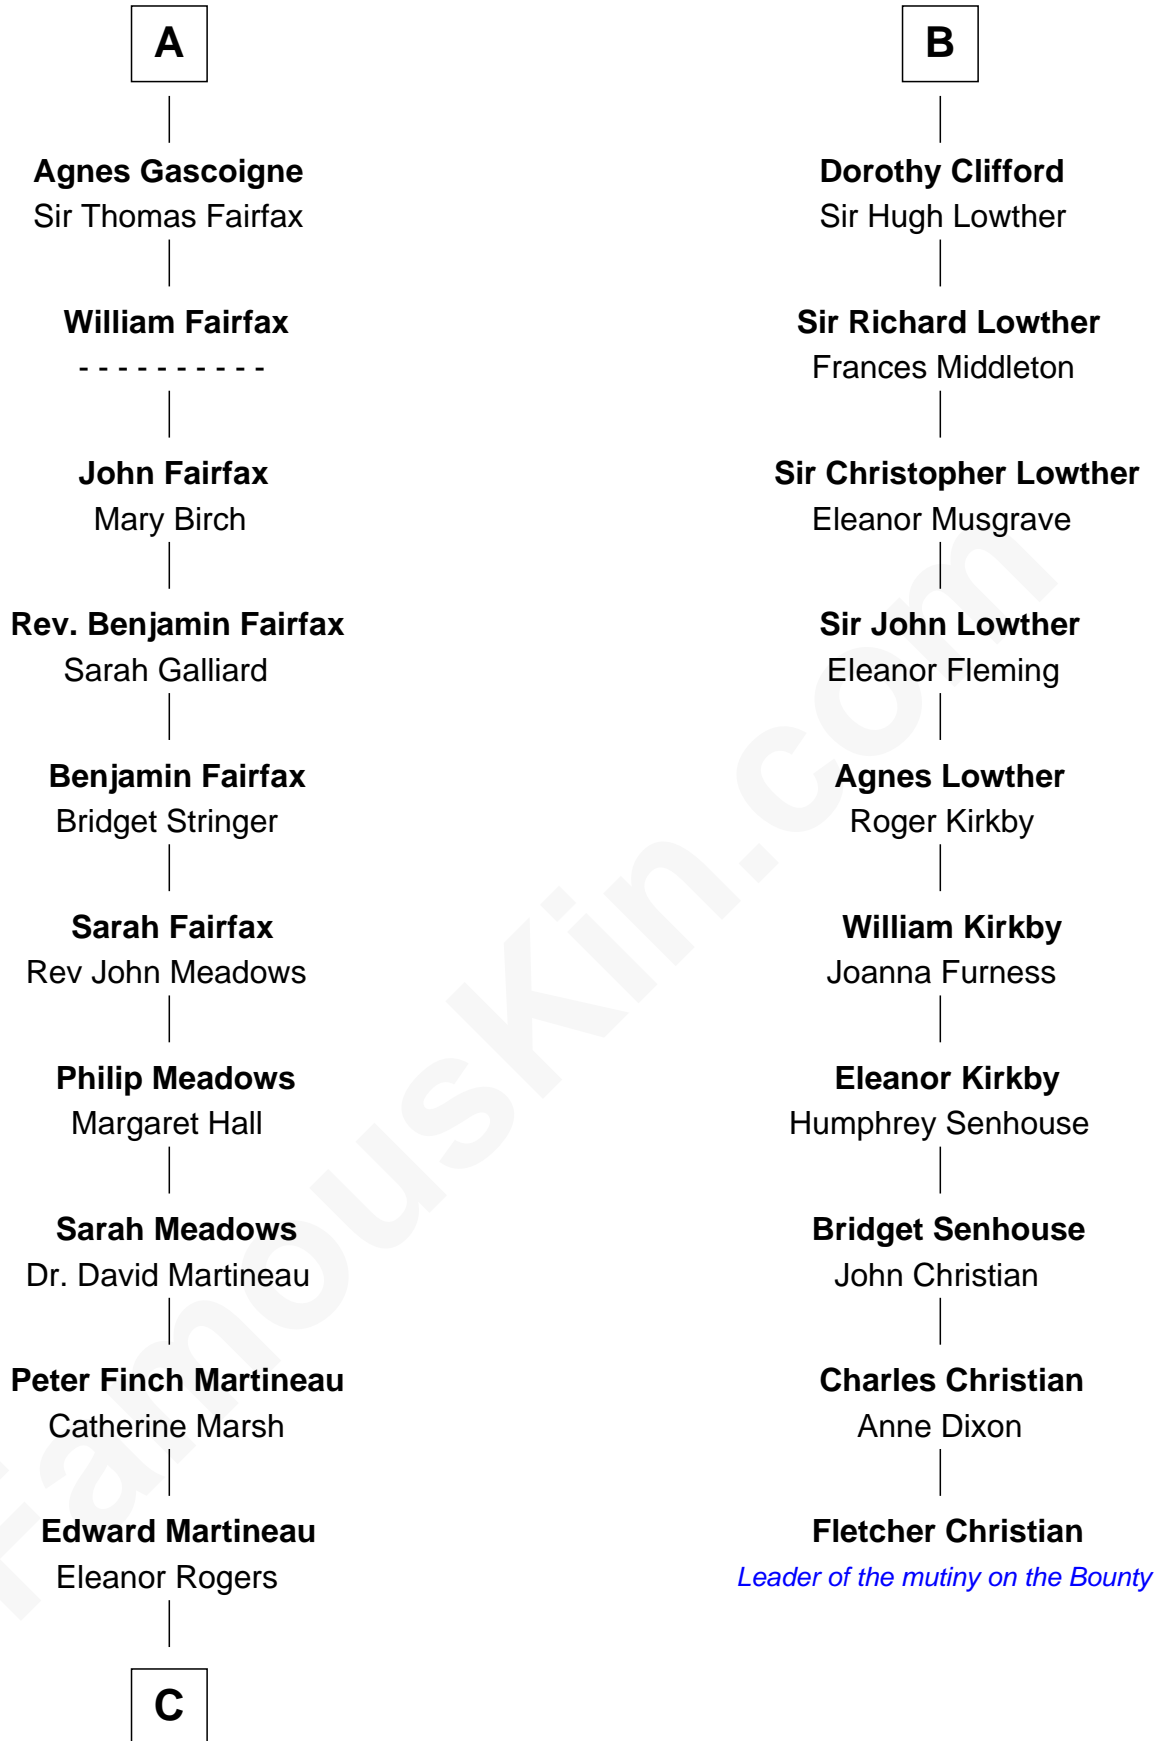 A
Agnes Gascoigne
Sir Thomas Fairfax
William Fairfax
- - - - - - - - - -
John Fairfax
Mary Birch
Rev. Benjamin Fairfax
Sarah Galliard
Benjamin Fairfax
Bridget Stringer
Sarah Fairfax
Rev John Meadows
Philip Meadows
Margaret Hall
Sarah Meadows
Dr. David Martineau
Peter Finch Martineau
Catherine Marsh
Edward Martineau
Eleanor Rogers
C
B
Dorothy Clifford
Sir Hugh Lowther
Sir Richard Lowther
Frances Middleton
Sir Christopher Lowther
Eleanor Musgrave
Sir John Lowther
Eleanor Fleming
Agnes Lowther
Roger Kirkby
William Kirkby
Joanna Furness
Eleanor Kirkby
Humphrey Senhouse
Bridget Senhouse
John Christian
Charles Christian
Anne Dixon
Fletcher Christian
Leader of the mutiny on the Bounty
FamousKin.com